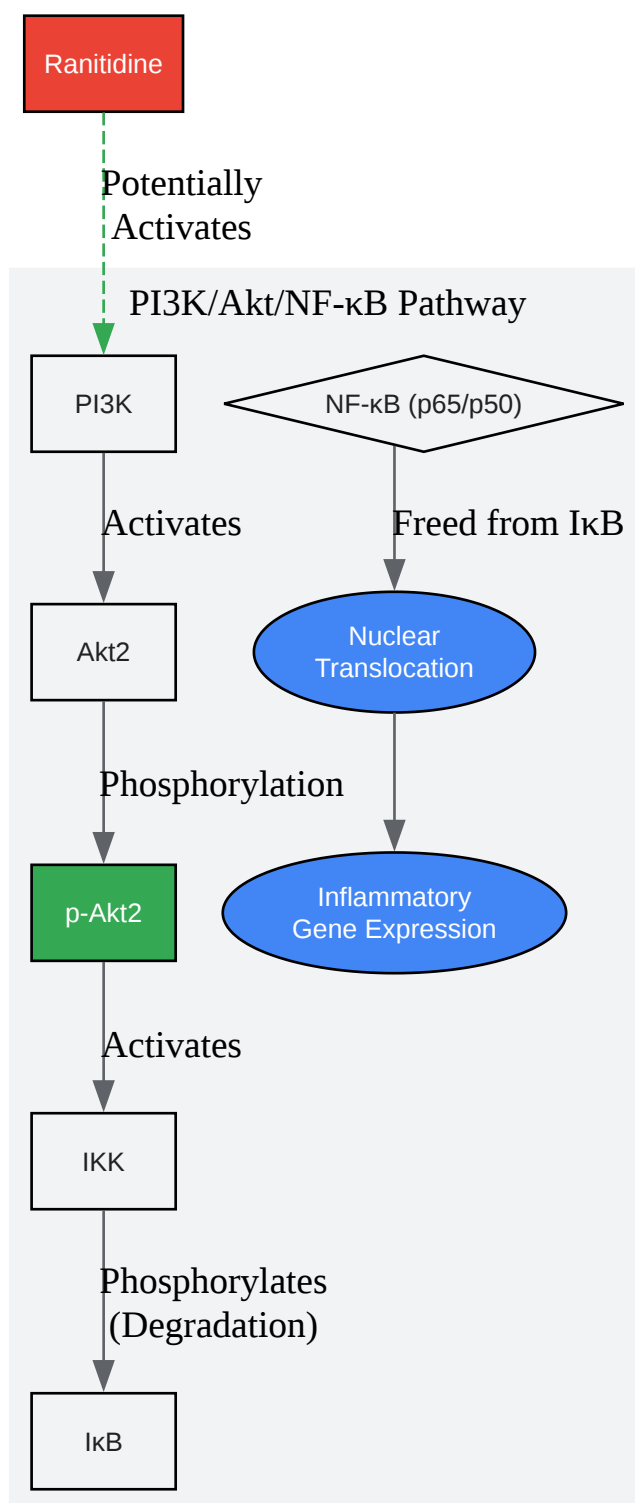 Ranitidine
Potentially
Activates
PI3K/Akt/NF-κB Pathway
PI3K
NF-κB (p65/p50)
Activates
Freed from IκB
Akt2
Nuclear
Translocation
Phosphorylation
p-Akt2
Inflammatory
Gene Expression
Activates
IKK
Phosphorylates
(Degradation)
IκB